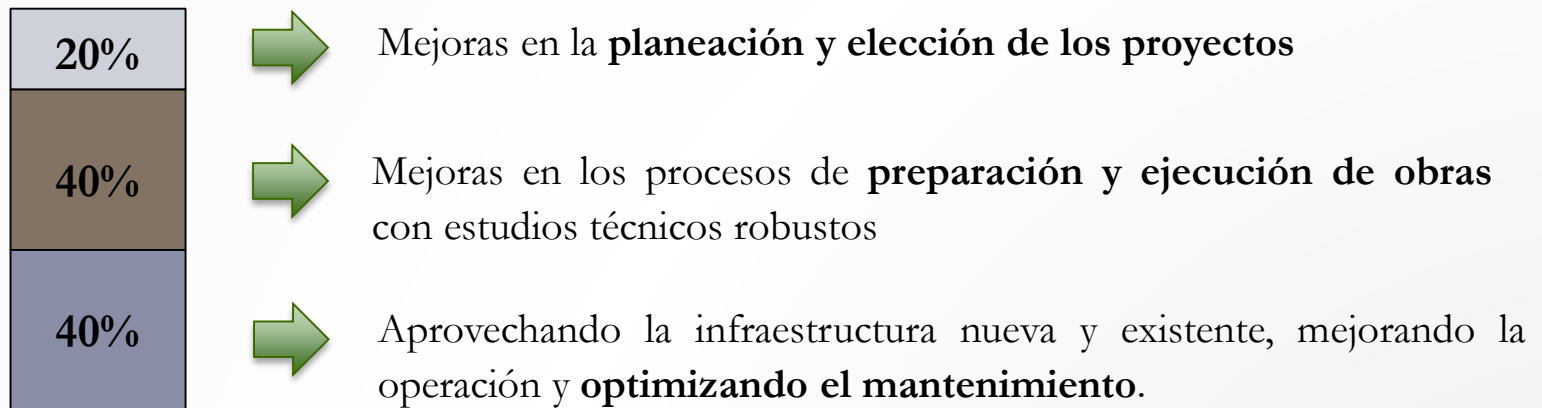 20%
Mejoras en la planeación y elección de los proyectos
40%
Mejoras en los procesos de preparación y ejecución de obras
con estudios técnicos robustos
40%
Aprovechando la infraestructura nueva y existente, mejorando la
operación y optimizando el mantenimiento.